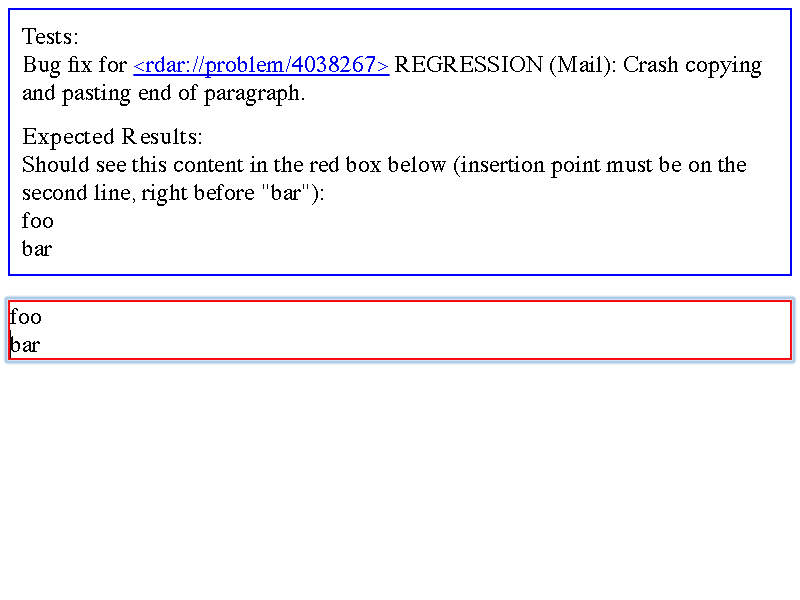 Tests:
Bug fix for <rdar://problem/4038267> REGRESSION (Mail): Crash copying
and pasting end of paragraph.
Expected Results:
Should see this content in the red box below (insertion point must be on the
second line, right before "bar"):
foo
bar
foo
bar